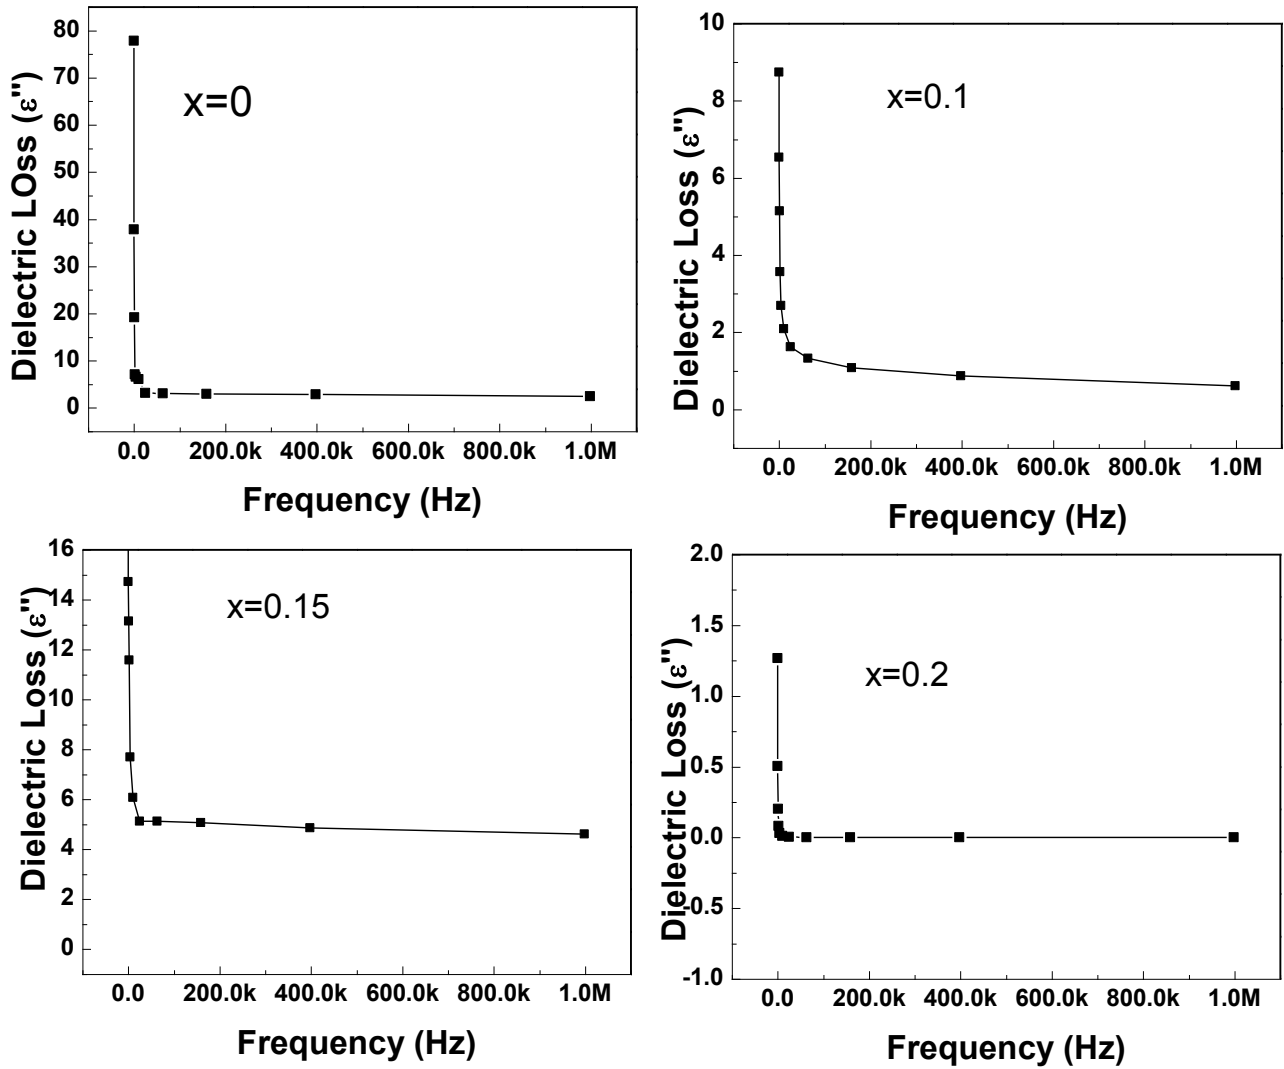 Dielectric LOss (ε")
80
70
60
50
40
30
20
10
0
x=0
0.0 200.0k 400.0k 600.0k 800.0k 1.0M
Frequency (Hz)
Dielectric Loss (ε")
10
8
6
4
2
0
x=0.1
0.0 200.0k 400.0k 600.0k 800.0k 1.0M
Frequency (Hz)
Dielectric Loss (ε")
16
14
12
10
8
6
4
2
0
x=0.15
0.0 200.0k 400.0k 600.0k 800.0k 1.0M
Frequency (Hz)
Dielectric Loss (ε")
2.0
1.5
1.0
0.5
0.0
-0.5
-1.0
x=0.2
0.0 200.0k 400.0k 600.0k 800.0k 1.0M
Frequency (Hz)